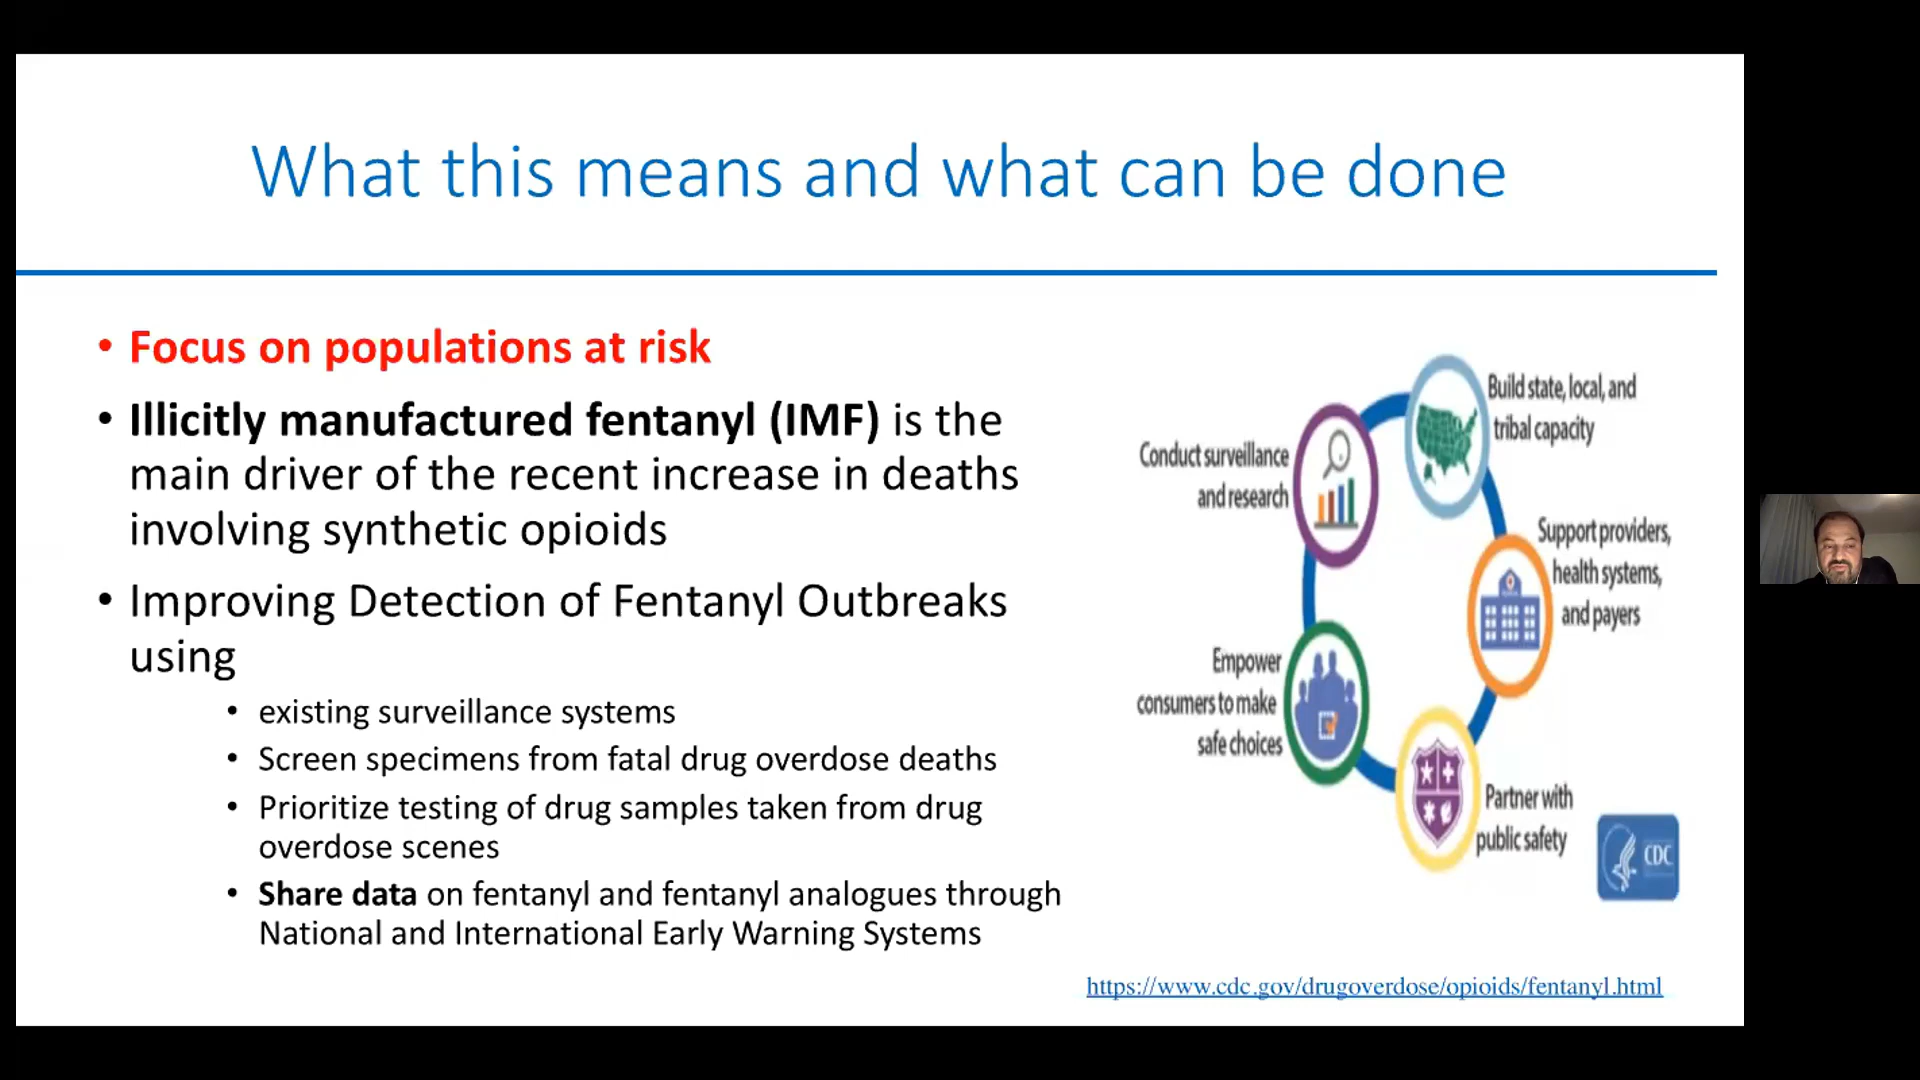 What this means and what can be done
• Focus on populations at risk
• Illicitly manufactured fentanyl (IMF) is the
main driver of the recent increase in deaths
involving synthetic opioids
• Improving Detection of Fentanyl Outbreaks
using
• existing surveillance systems
• Screen specimens from fatal drug overdose deaths
• Prioritize testing of drug samples taken from drug
overdose scenes
• Share data on fentanyl and fentanyl analogues through
National and International Early Warning Systems
Build state, local, and
tribal capacity
Conduct surveillance
and research
Support providers,
health systems,
and payers
Empower
consumers to make
safe choices
Partner with
public safety
CDC
https://www.cdc.gov/drugoverdose/opioids/fentanyl.html